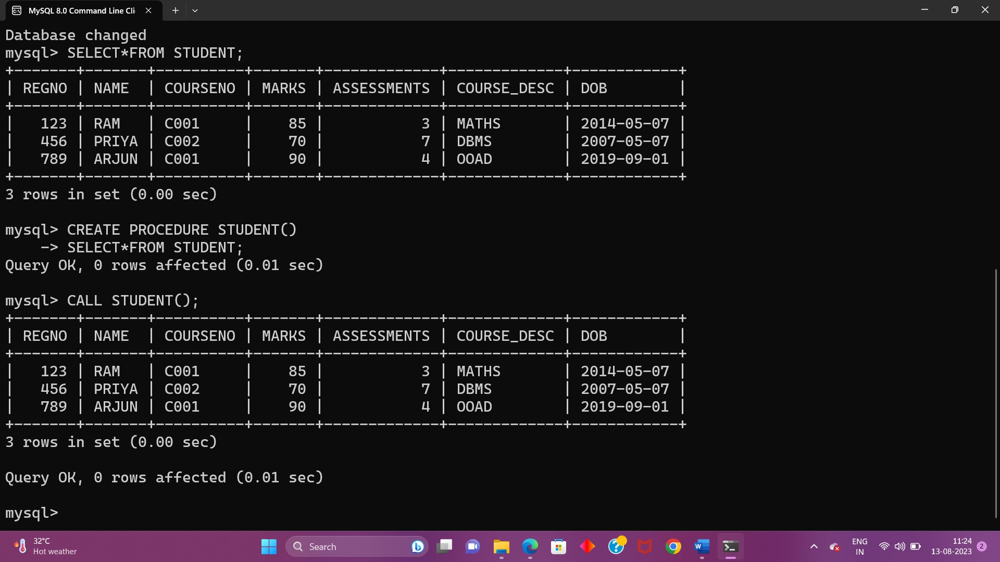 MySQL 8.0 Command Line Cli
Database changed
mysql> SELECT*FROM STUDENT;
+-------+-------+----------+-------+-------------+-------------+------------+
| REGNO | NAME  | COURSENO | MARKS | ASSESSMENTS | COURSE_DESC | DOB        |
+-------+-------+----------+-------+-------------+-------------+------------+
|   123 | RAM   | C001     |    85 |           3 | MATHS       | 2014-05-07 |
|   456 | PRIYA | C002     |    70 |           7 | DBMS        | 2007-05-07 |
|   789 | ARJUN | C001     |    90 |           4 | OOAD        | 2019-09-01 |
+-------+-------+----------+-------+-------------+-------------+------------+
3 rows in set (0.00 sec)
mysql> CREATE PROCEDURE STUDENT()
    -> SELECT*FROM STUDENT;
Query OK, 0 rows affected (0.01 sec)
mysql> CALL STUDENT();
+-------+-------+----------+-------+-------------+-------------+------------+
| REGNO | NAME  | COURSENO | MARKS | ASSESSMENTS | COURSE_DESC | DOB        |
+-------+-------+----------+-------+-------------+-------------+------------+
|   123 | RAM   | C001     |    85 |           3 | MATHS       | 2014-05-07 |
|   456 | PRIYA | C002     |    70 |           7 | DBMS        | 2007-05-07 |
|   789 | ARJUN | C001     |    90 |           4 | OOAD        | 2019-09-01 |
+-------+-------+----------+-------+-------------+-------------+------------+
3 rows in set (0.00 sec)
Query OK, 0 rows affected (0.01 sec)
mysql>
32°C
Hot weather
Search
ENG
IN
11:24
13-08-2023
2